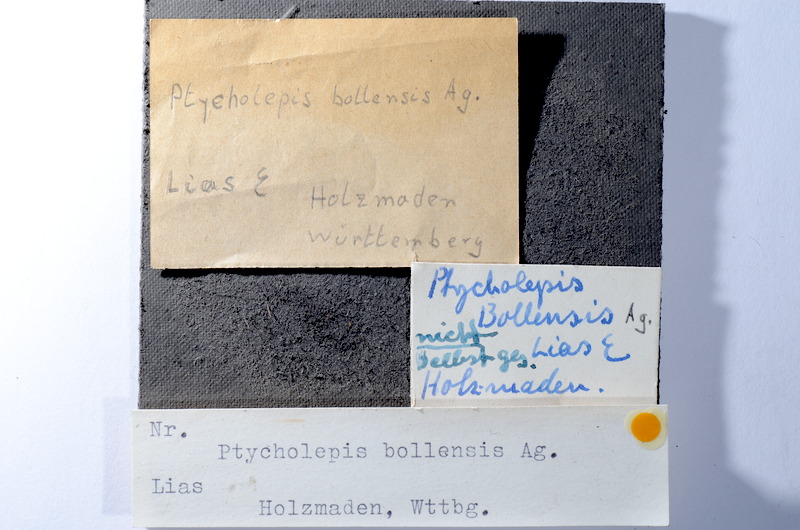 Ptycholepis bollensis Ag.
Lias ε
Holzmaden
Württemberg
Ptycholepis
Bollensis Ag.
nicht
selbst ges. Lias ε
Holzmaden.
Nr.
Ptycholepis bollensis Ag.
Lias
Holzmaden, Wttbg.